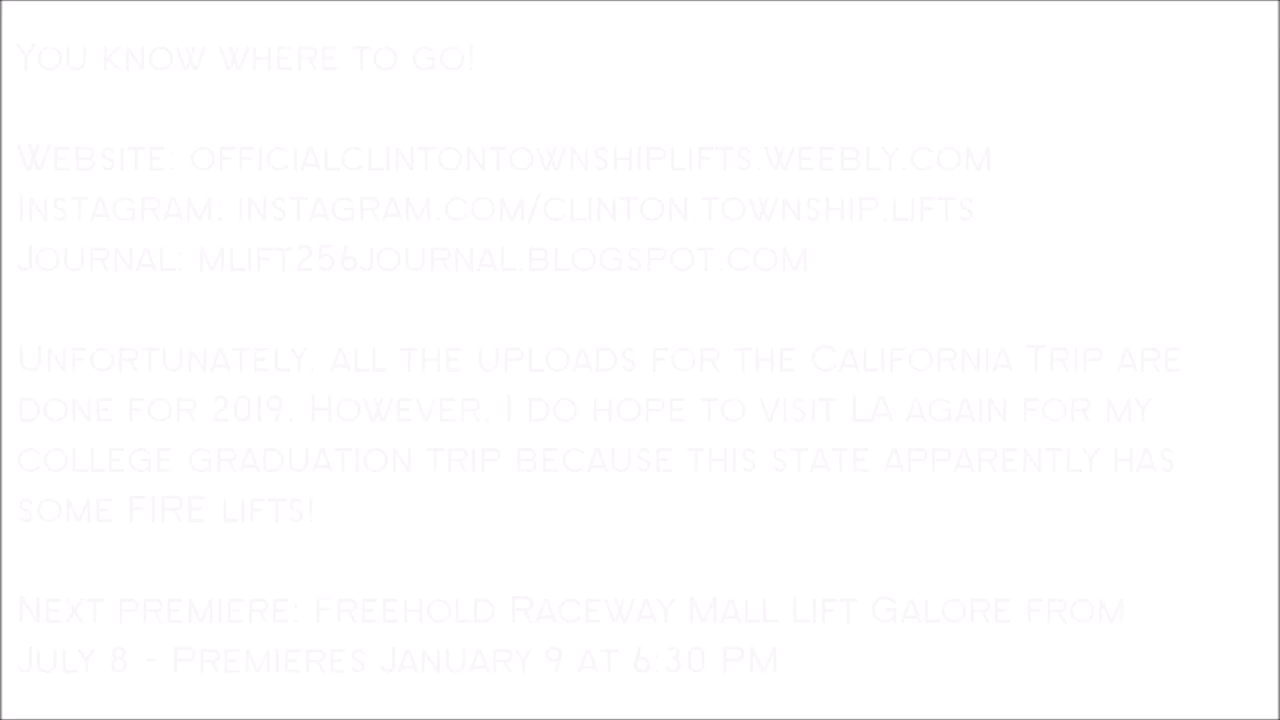 You know where to go!
Website: officialclintontownshiplifts.weebly.com
Instagram: instagram.com/clinton township.lifts
Journal: mlift256journal.blogspot.com
Unfortunately, all the uploads for the California Trip are
done for 2019. However, I do hope to visit LA again for my
college graduation trip because this state apparently has
some FIRE lifts!
Next premiere: Freehold Raceway Mall Lift Galore from
July 8 - Premieres January 9 at 6:30 PM